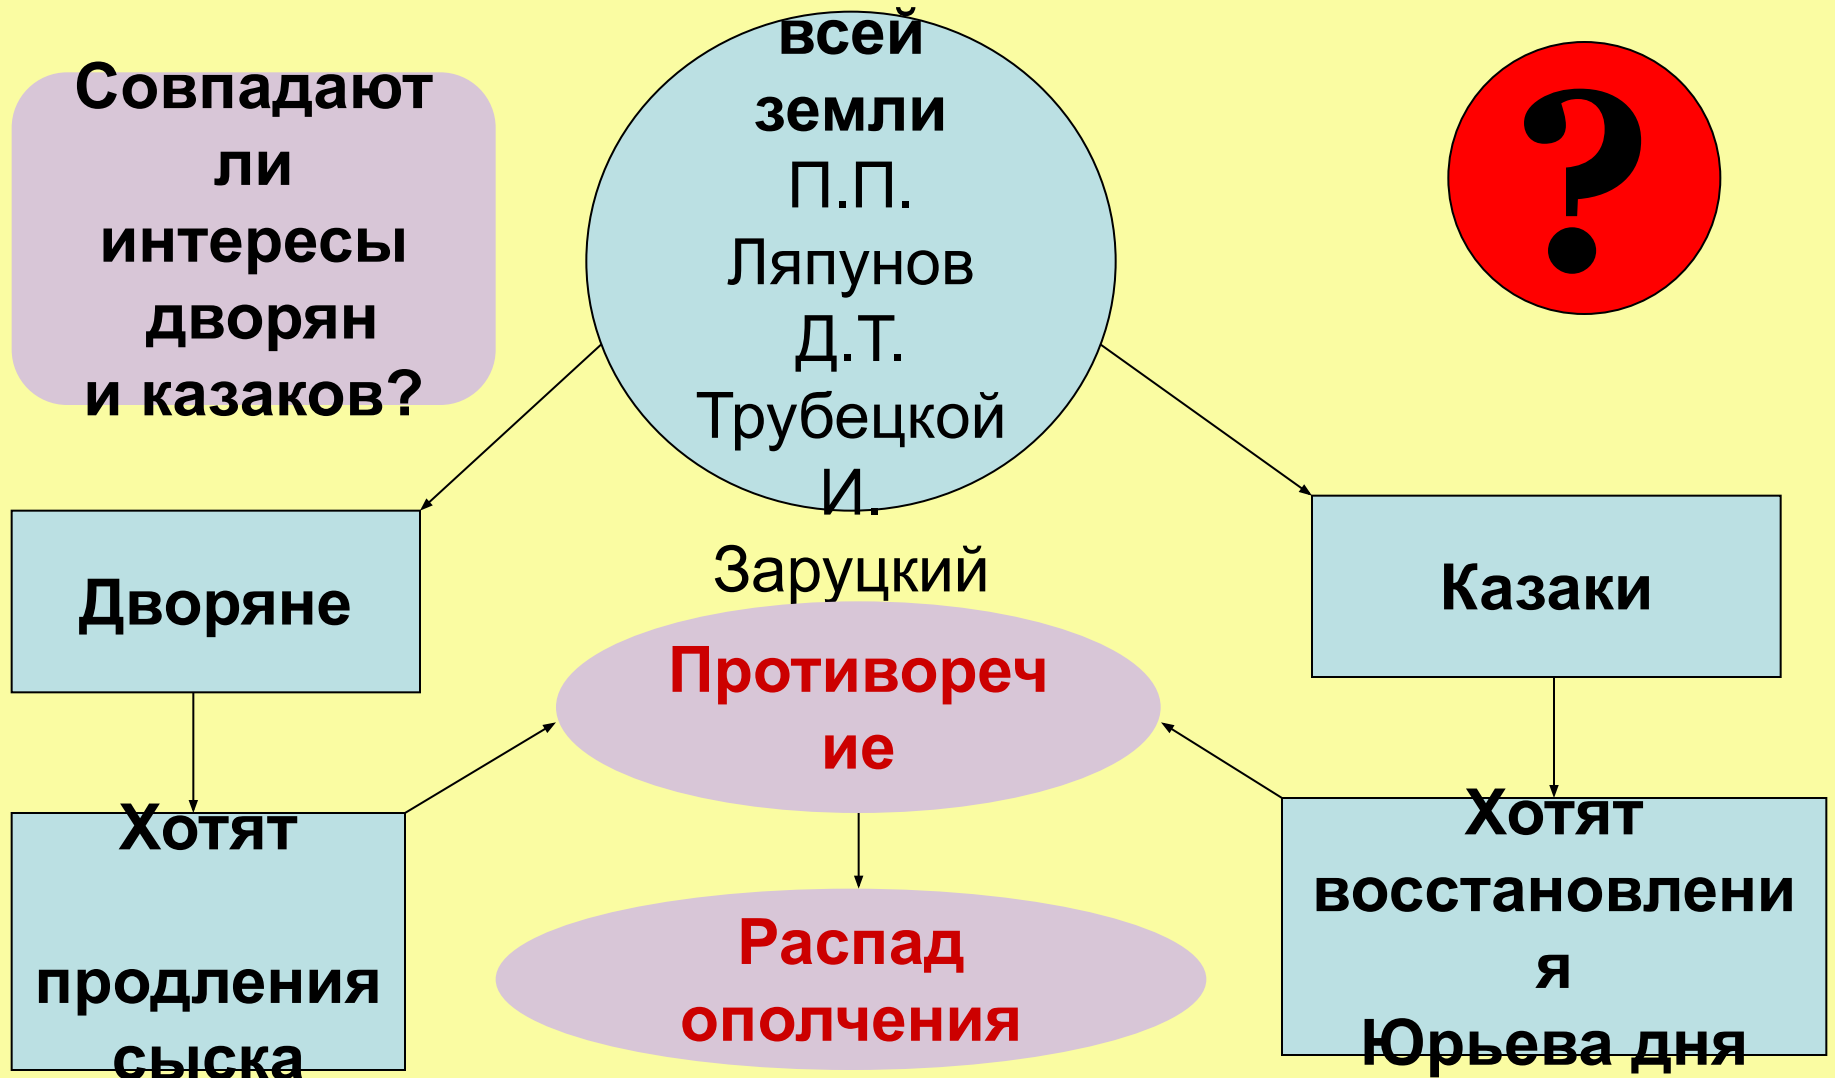 Совпадают
ли
интересы
дворян
и казаков?
всей
земли
П.П.
Ляпунов
Д.Т.
Трубецкой
И.
Заруцкий
?
Дворяне
Казаки
Противореч
ие
Хотят
продления
сыска
Хотят
восстановлени
я
Юрьева дня
Распад
ополчения